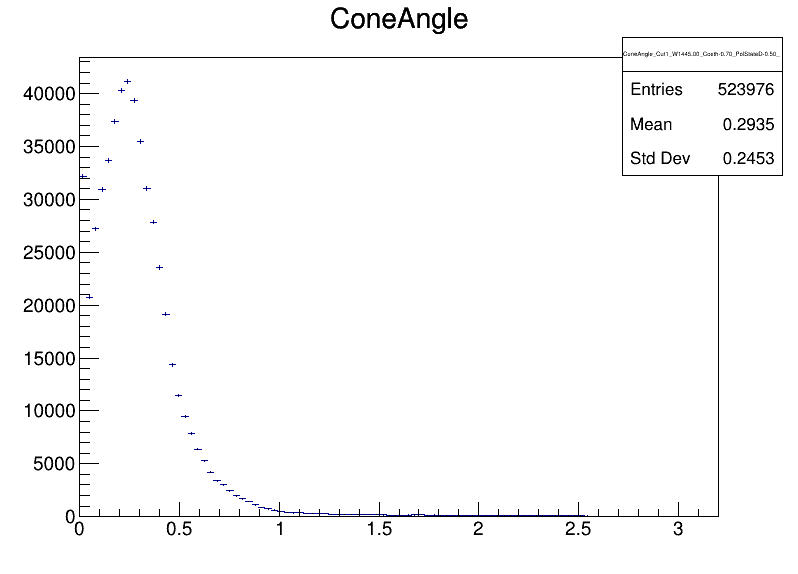 ConeAngle
ConeAngle_Cut1_W1445.00_Costh-0.70_PolStateD-0.50_
Entries 523976
Mean 0.2935
Std Dev 0.2453
40000
35000
30000
25000
20000
15000
10000
5000
0
0 0.5 1 1.5 2 2.5 3